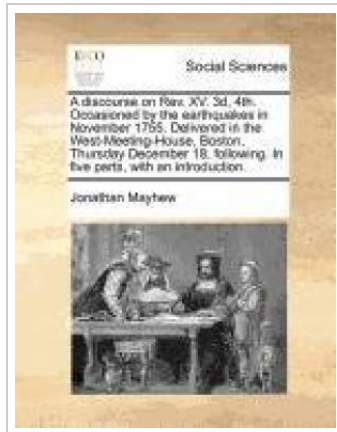 ECCO
Social Sciences
A discourse on Rev. XV. 3d, 4th.
Occasioned by the earthquakes in
November 1755. Delivered in the
West-Meeting-House, Boston,
Thursday December 18, following. In
five parts, with an introduction.
Jonathan Mayhew